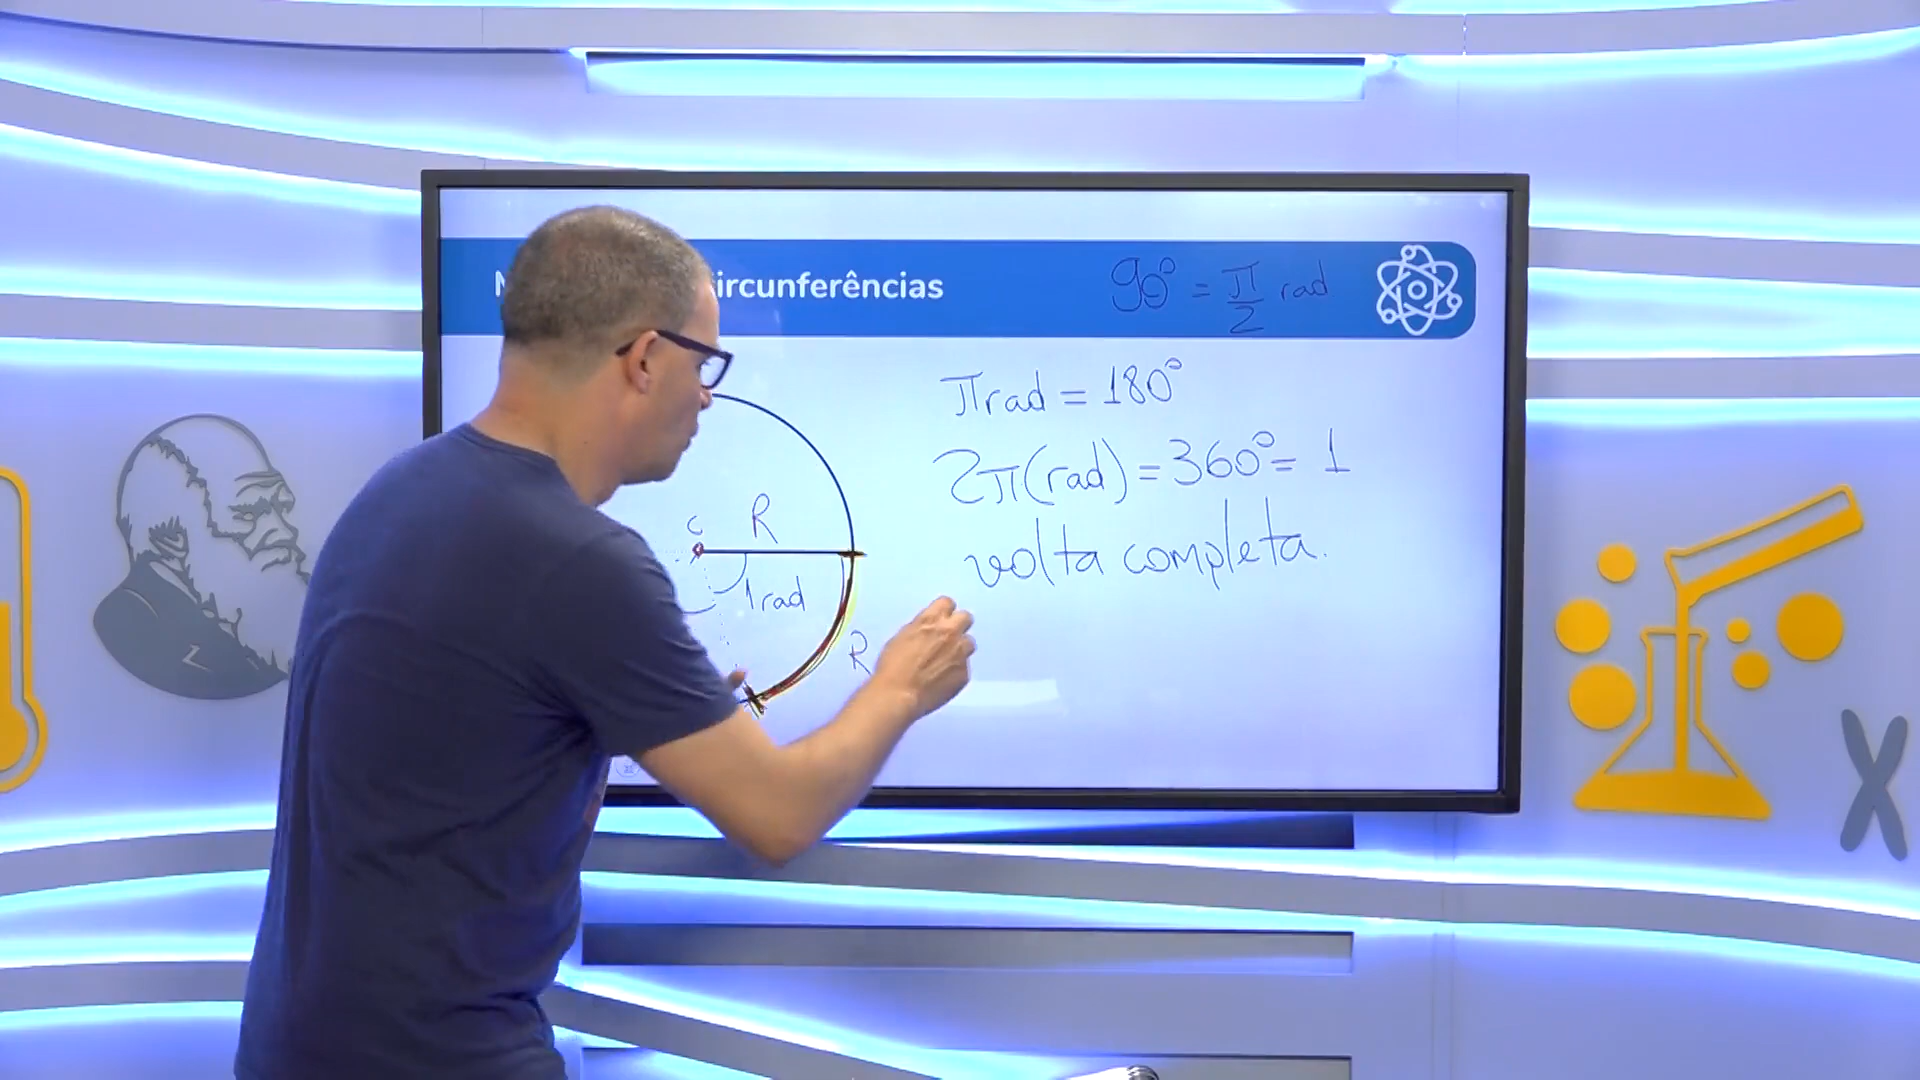 ircunferências
90° = π/2 rad
πrad = 180°
2π(rad) = 360° = 1
volta completa.
C
R
1rad
R